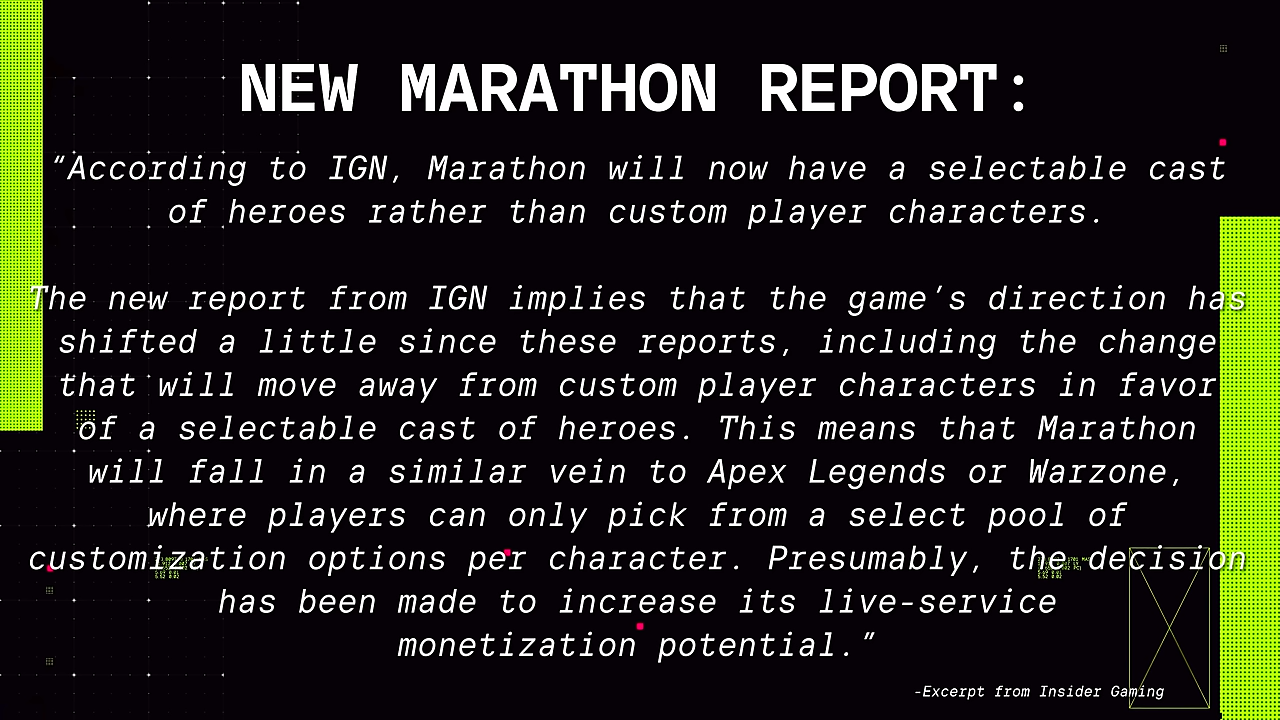 NEW MARATHON REPORT:
“According to IGN, Marathon will now have a selectable cast
of heroes rather than custom player characters.
The new report from IGN implies that the game’s direction has
shifted a little since these reports, including the change
that will move away from custom player characters in favor
of a selectable cast of heroes. This means that Marathon
will fall in a similar vein to Apex Legends or Warzone,
where players can only pick from a select pool of
customization options per character. Presumably, the decision
has been made to increase its live-service
monetization potential.”
-Excerpt from Insider Gaming